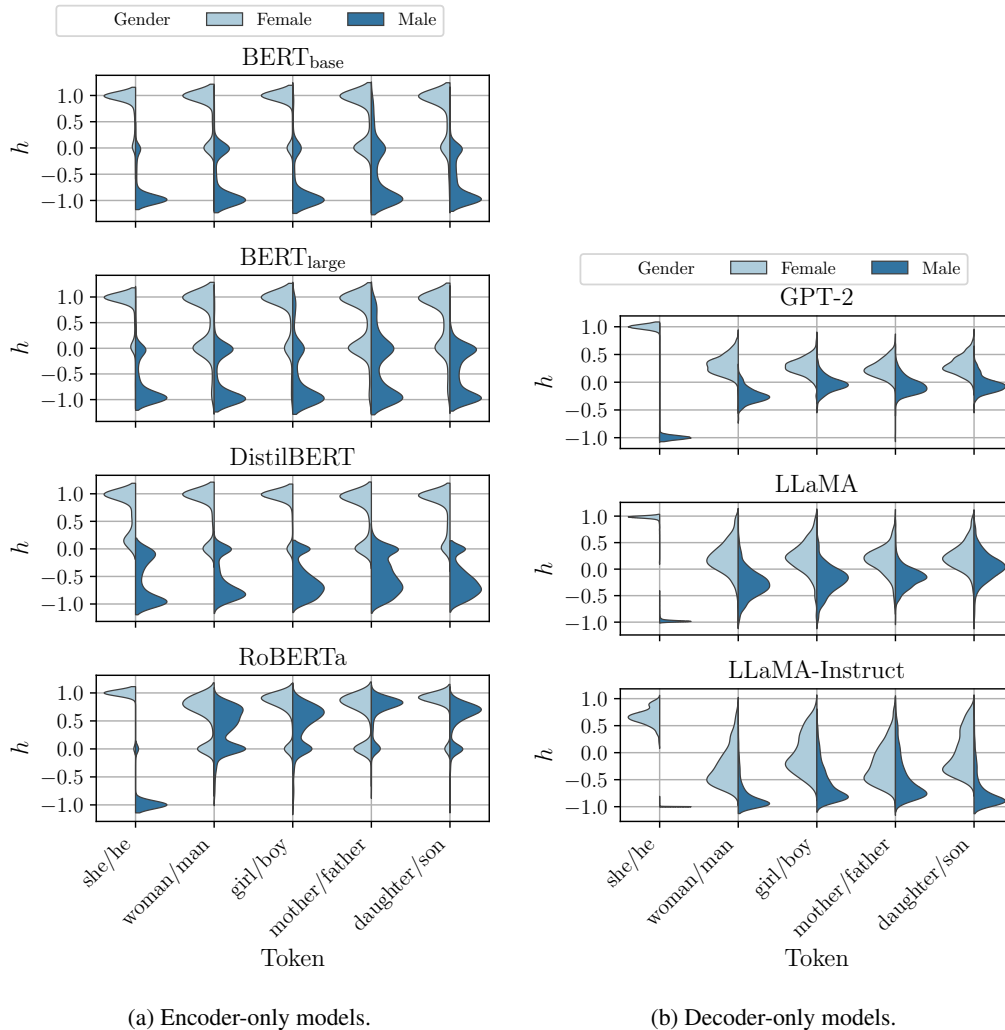 Gender Female Male
BERTbase
h
1.0
0.5
0.0
−0.5
−1.0
BERTlarge
h
1.0
0.5
0.0
−0.5
−1.0
DistilBERT
h
1.0
0.5
0.0
−0.5
−1.0
RoBERTa
h
1.0
0.5
0.0
−0.5
−1.0
she/he
woman/man
girl/boy
mother/father
daughter/son
Token
(a) Encoder-only models.
Gender Female Male
GPT-2
h
1.0
0.5
0.0
−0.5
−1.0
LLaMA
h
1.0
0.5
0.0
−0.5
−1.0
LLaMA-Instruct
h
1.0
0.5
0.0
−0.5
−1.0
she/he
woman/man
girl/boy
mother/father
daughter/son
Token
(b) Decoder-only models.